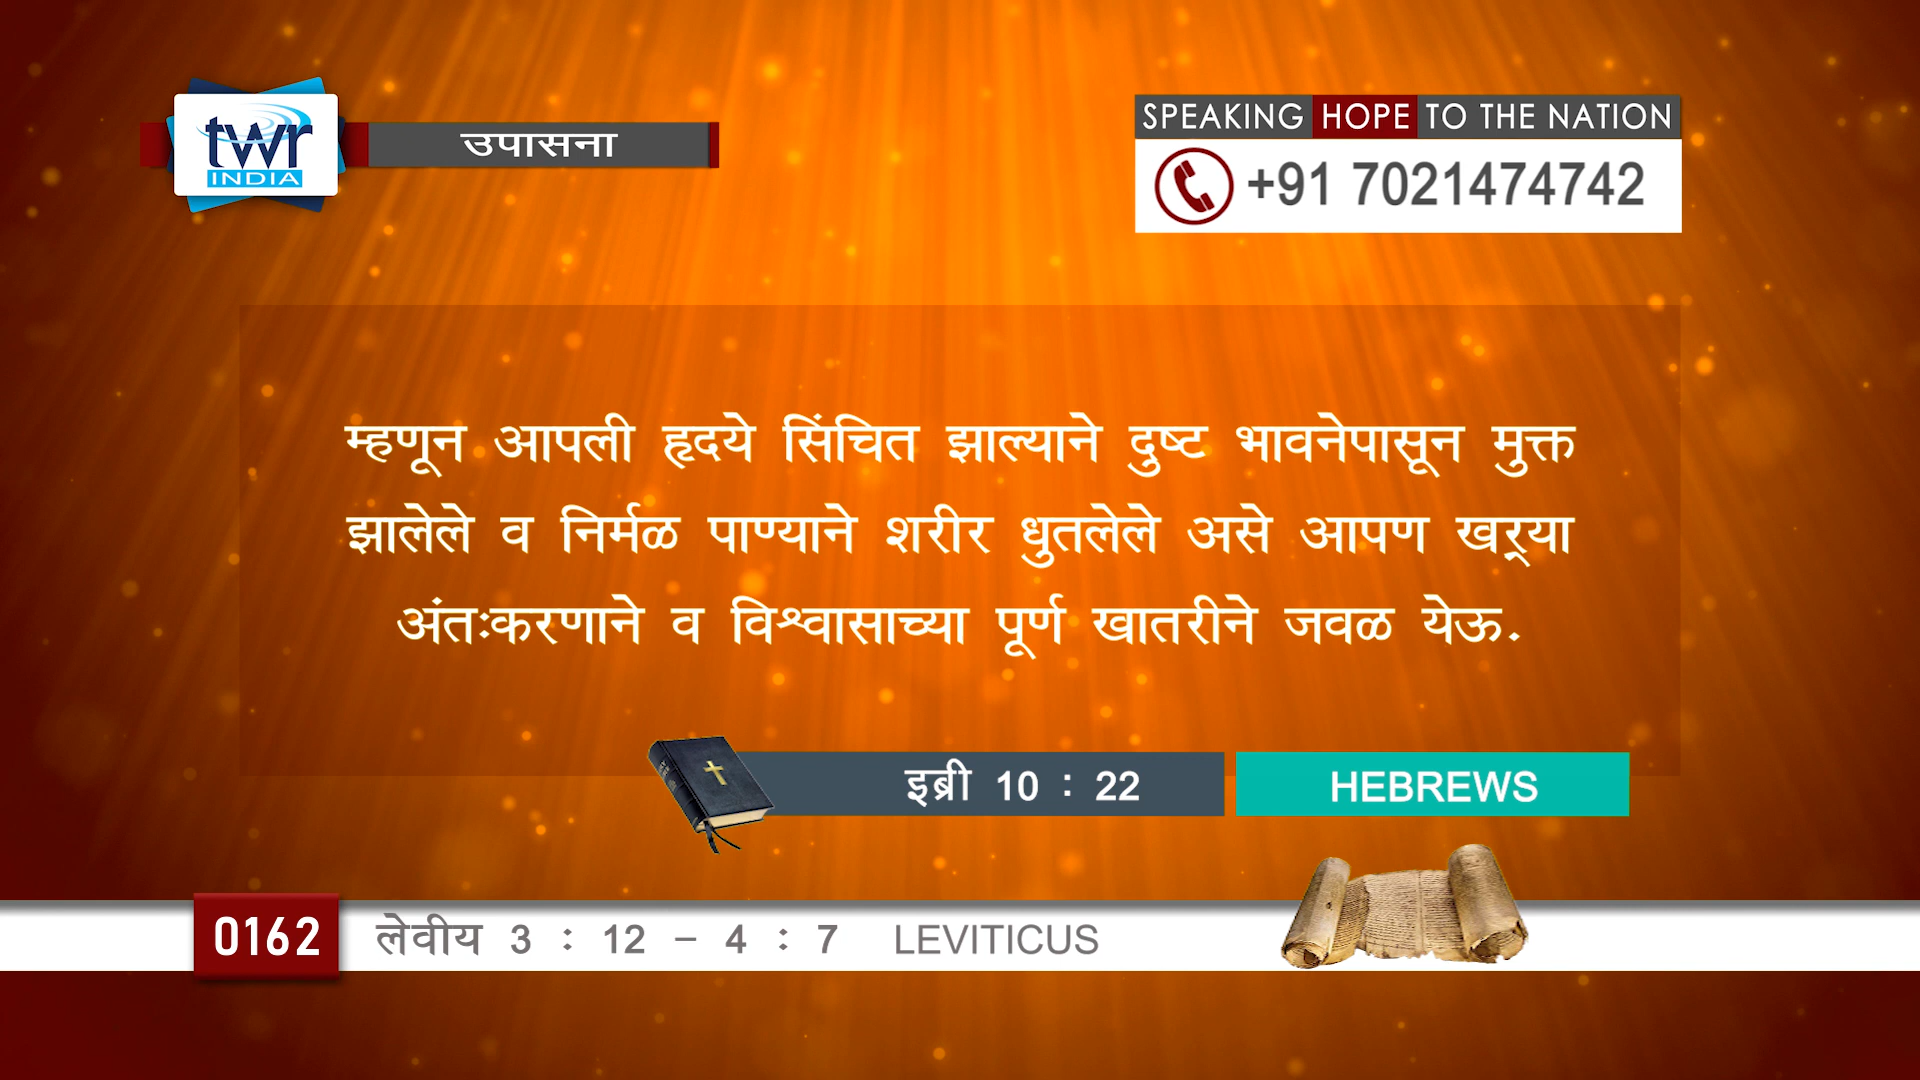 twr
INDIA
उपासना
SPEAKING HOPE TO THE NATION
+91 7021474742
म्हणून आपली हृदये सिंचित झाल्याने दुष्ट भावनेपासून मुक्त
झालेले व निर्मळ पाण्याने शरीर धुतलेले असे आपण खऱ्या
अंतःकरणाने व विश्वासाच्या पूर्ण खातरीने जवळ येऊ.
इब्री 10 : 22
HEBREWS
0162 लेवीय 3 : 12 – 4 : 7 LEVITICUS